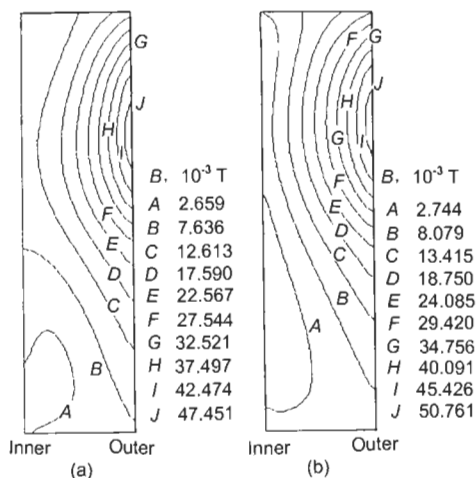 G
J
H
I
F
E
D
C
B
A
B, 10⁻³ T
A 2.659
B 7.636
C 12.613
D 17.590
E 22.567
F 27.544
G 32.521
H 37.497
I 42.474
J 47.451
Inner Outer
(a)
F G
J
H
G I
F
E
D
C
B
A
B, 10⁻³ T
A 2.744
B 8.079
C 13.415
D 18.750
E 24.085
F 29.420
G 34.756
H 40.091
I 45.426
J 50.761
Inner Outer
(b)